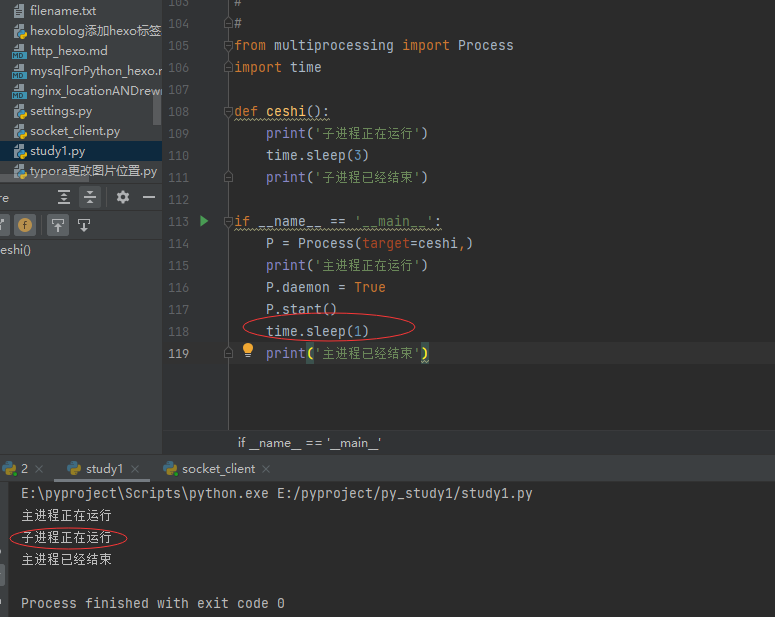 filename.txt
hexoblog添加hexo标签
http_hexo.md
mysqlForPython_hexo.r
nginx_locationANDrew
settings.py
socket_client.py
study1.py
typora更改图片位置.py
re
f
eshi()
103 #
104 #
105 from multiprocessing import Process
106 import time
107
108 def ceshi():
109 print('子进程正在运行')
110 time.sleep(3)
111 print('子进程已经结束')
112
113 if __name__ == '__main__':
114 P = Process(target=ceshi,)
115 print('主进程正在运行')
116 P.daemon = True
117 P.start()
118 time.sleep(1)
119 print('主进程已经结束')
if __name__ == '__main__'
2 study1 socket_client
E:\pyproject\Scripts\python.exe E:/pyproject/py_study1/study1.py
主进程正在运行
子进程正在运行
主进程已经结束
Process finished with exit code 0